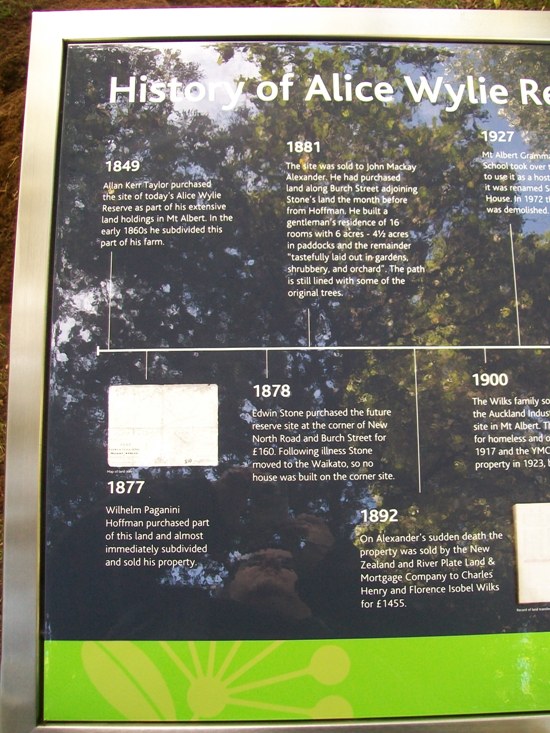 History of Alice Wylie Re
1849
Allan Kerr Taylor purchased
the site of today's Alice Wylie
Reserve as part of his extensive
land holdings in Mt Albert. In the
early 1860s he subdivided this
part of his farm.
1881
The site was sold to John Mackay
Alexander. He had purchased
land along Burch Street adjoining
Stone's land the month before
from Hoffman. He built a
gentleman's residence of 16
rooms with 6 acres - 4½ acres
in paddocks and the remainder
"tastefully laid out in gardens,
shrubbery, and orchard". The path
is still lined with some of the
original trees.
1927
Mt Albert Gramma
School took over
to use it as a host
it was renamed S
House. In 1972 t
was demolished.
1877
Wilhelm Paganini
Hoffman purchased part
of this land and almost
immediately subdivided
and sold his property.
1878
Edwin Stone purchased the future
reserve site at the corner of New
North Road and Burch Street for
£160. Following illness Stone
moved to the Waikato, so no
house was built on the corner site.
1892
On Alexander's sudden death the
property was sold by the New
Zealand and River Plate Land &
Mortgage Company to Charles
Henry and Florence Isobel Wilks
for £1455.
1900
The Wilks family so
the Auckland Indus
site in Mt Albert. T
for homeless and o
1917 and the YMC
property in 1923,